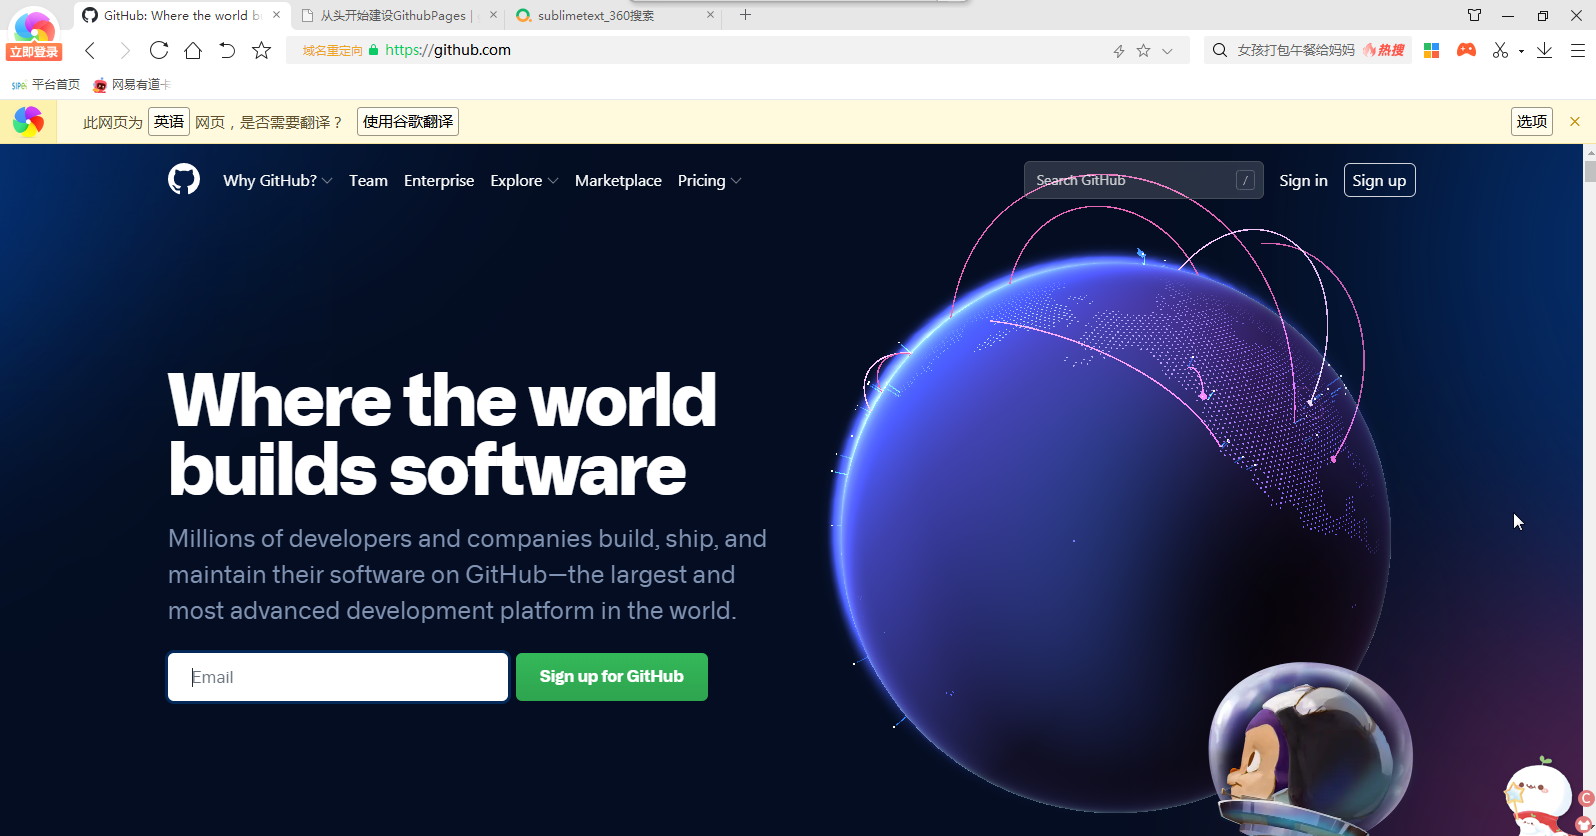 GitHub: Where the world b
从头开始建设GithubPages |
sublimetext_360搜索
立即登录
域名重定向
https://github.com
女孩打包午餐给妈妈
热搜
SIPO 平台首页
网易有道卡
此网页为 英语 网页，是否需要翻译？ 使用谷歌翻译
选项
Why GitHub?
Team
Enterprise
Explore
Marketplace
Pricing
Search GitHub
/
Sign in
Sign up
Where the world
builds software
Millions of developers and companies build, ship, and
maintain their software on GitHub—the largest and
most advanced development platform in the world.
Email
Sign up for GitHub
C